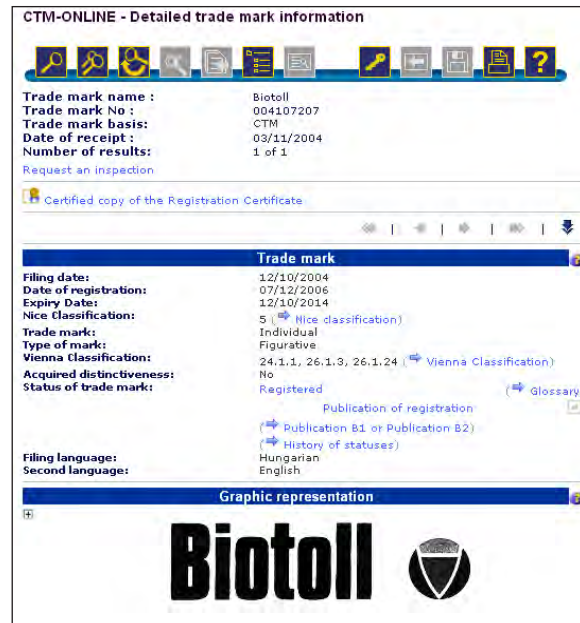 CTM-ONLINE - Detailed trade mark information
?
Trade mark name : Biotoll
Trade mark No : 004107207
Trade mark basis: CTM
Date of receipt : 03/11/2004
Number of results: 1 of 1
Request an inspection
Certified copy of the Registration Certificate
Trade mark
Filing date: 12/10/2004
Date of registration: 07/12/2006
Expiry Date: 12/10/2014
Nice Classification: 5 ( Nice classification)
Trade mark: Individual
Type of mark: Figurative
Vienna Classification: 24.1.1, 26.1.3, 26.1.24 ( Vienna Classification)
Acquired distinctiveness: No
Status of trade mark: Registered ( Glossary
Publication of registration
( Publication B1 or Publication B2)
( History of statuses)
Filing language: Hungarian
Second language: English
Graphic representation
Biotoll